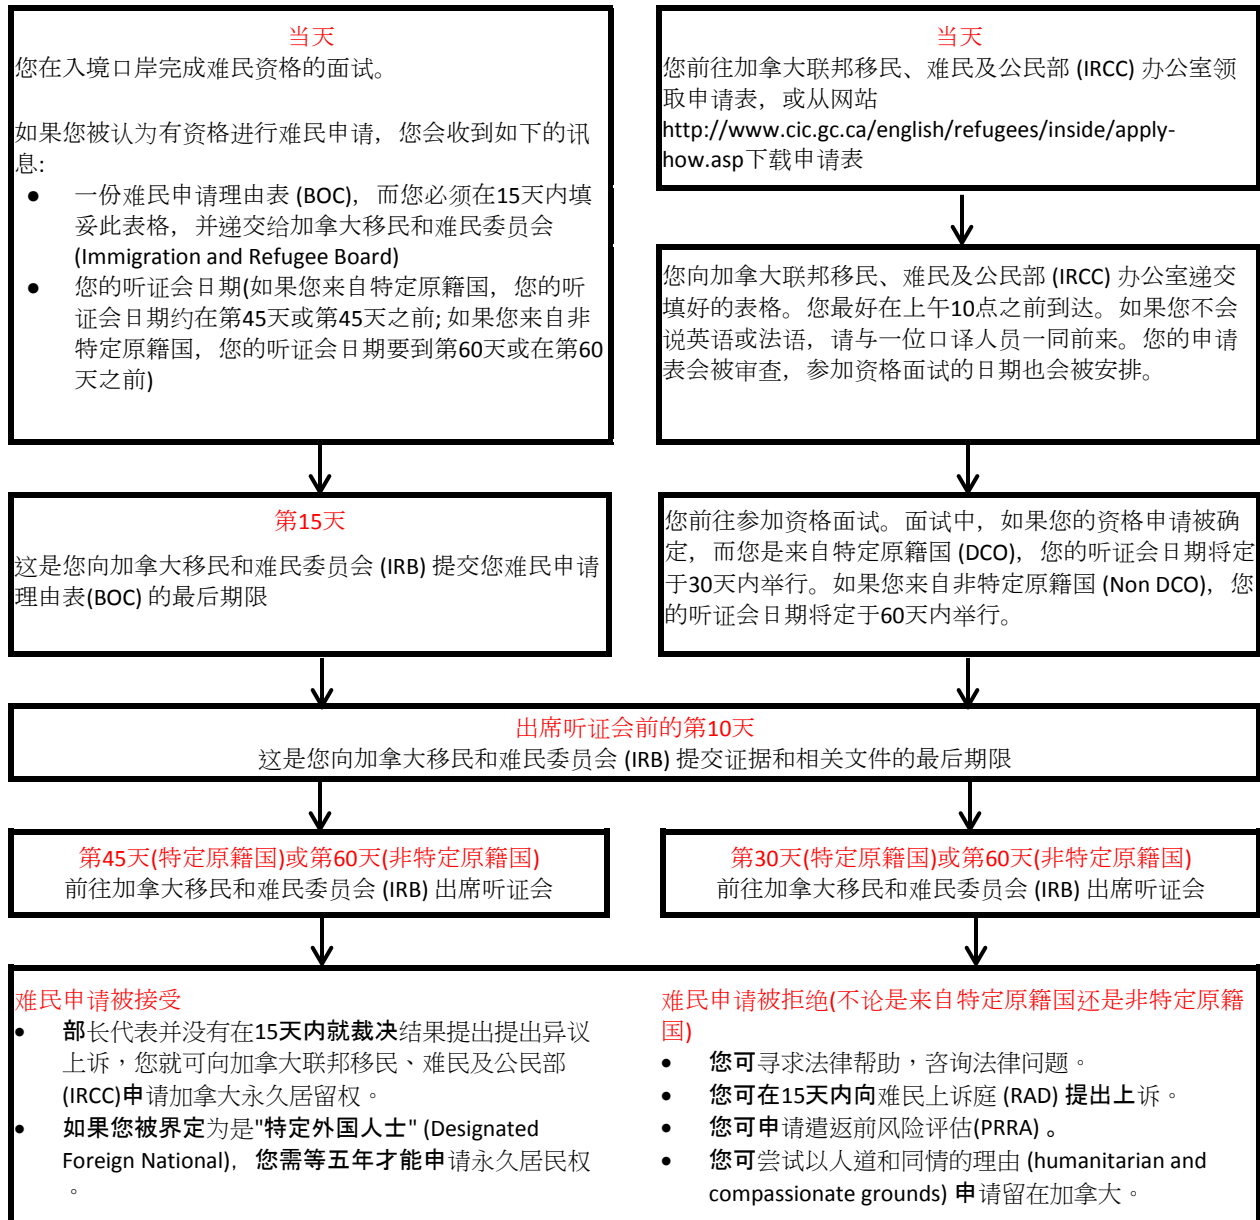 当天
您在入境口岸完成难民资格的面试。
如果您被认为有资格进行难民申请，您会收到如下的讯
息:
● 一份难民申请理由表 (BOC)，而您必须在15天内填
妥此表格，并递交给加拿大移民和难民委员会
(Immigration and Refugee Board)
● 您的听证会日期(如果您来自特定原籍国，您的听
证会日期约在第45天或第45天之前; 如果您来自非
特定原籍国，您的听证会日期要到第60天或在第60
天之前)
当天
您前往加拿大联邦移民、难民及公民部 (IRCC) 办公室领
取申请表，或从网站
http://www.cic.gc.ca/english/refugees/inside/apply-
how.asp下载申请表
您向加拿大联邦移民、难民及公民部 (IRCC) 办公室递交
填好的表格。您最好在上午10点之前到达。如果您不会
说英语或法语，请与一位口译人员一同前来。您的申请
表会被审查，参加资格面试的日期也会被安排。
第15天
这是您向加拿大移民和难民委员会 (IRB) 提交您难民申请
理由表(BOC) 的最后期限
您前往参加资格面试。面试中，如果您的资格申请被确
定，而您是来自特定原籍国 (DCO)，您的听证会日期将定
于30天内举行。如果您来自非特定原籍国 (Non DCO)，您
的听证会日期将定于60天内举行。
出席听证会前的第10天
这是您向加拿大移民和难民委员会 (IRB) 提交证据和相关文件的最后期限
第45天(特定原籍国)或第60天(非特定原籍国)
前往加拿大移民和难民委员会 (IRB) 出席听证会
第30天(特定原籍国)或第60天(非特定原籍国)
前往加拿大移民和难民委员会 (IRB) 出席听证会
难民申请被接受
• 部长代表并没有在15天内就裁决结果提出提出异议
上诉，您就可向加拿大联邦移民、难民及公民部
(IRCC)申请加拿大永久居留权。
• 如果您被界定为是"特定外国人士" (Designated
Foreign National)，您需等五年才能申请永久居民权
。
难民申请被拒绝(不论是来自特定原籍国还是非特定原籍
国)
• 您可寻求法律帮助，咨询法律问题。
• 您可在15天内向难民上诉庭 (RAD) 提出上诉。
• 您可申请遣返前风险评估(PRRA) 。
• 您可尝试以人道和同情的理由 (humanitarian and
compassionate grounds) 申请留在加拿大。